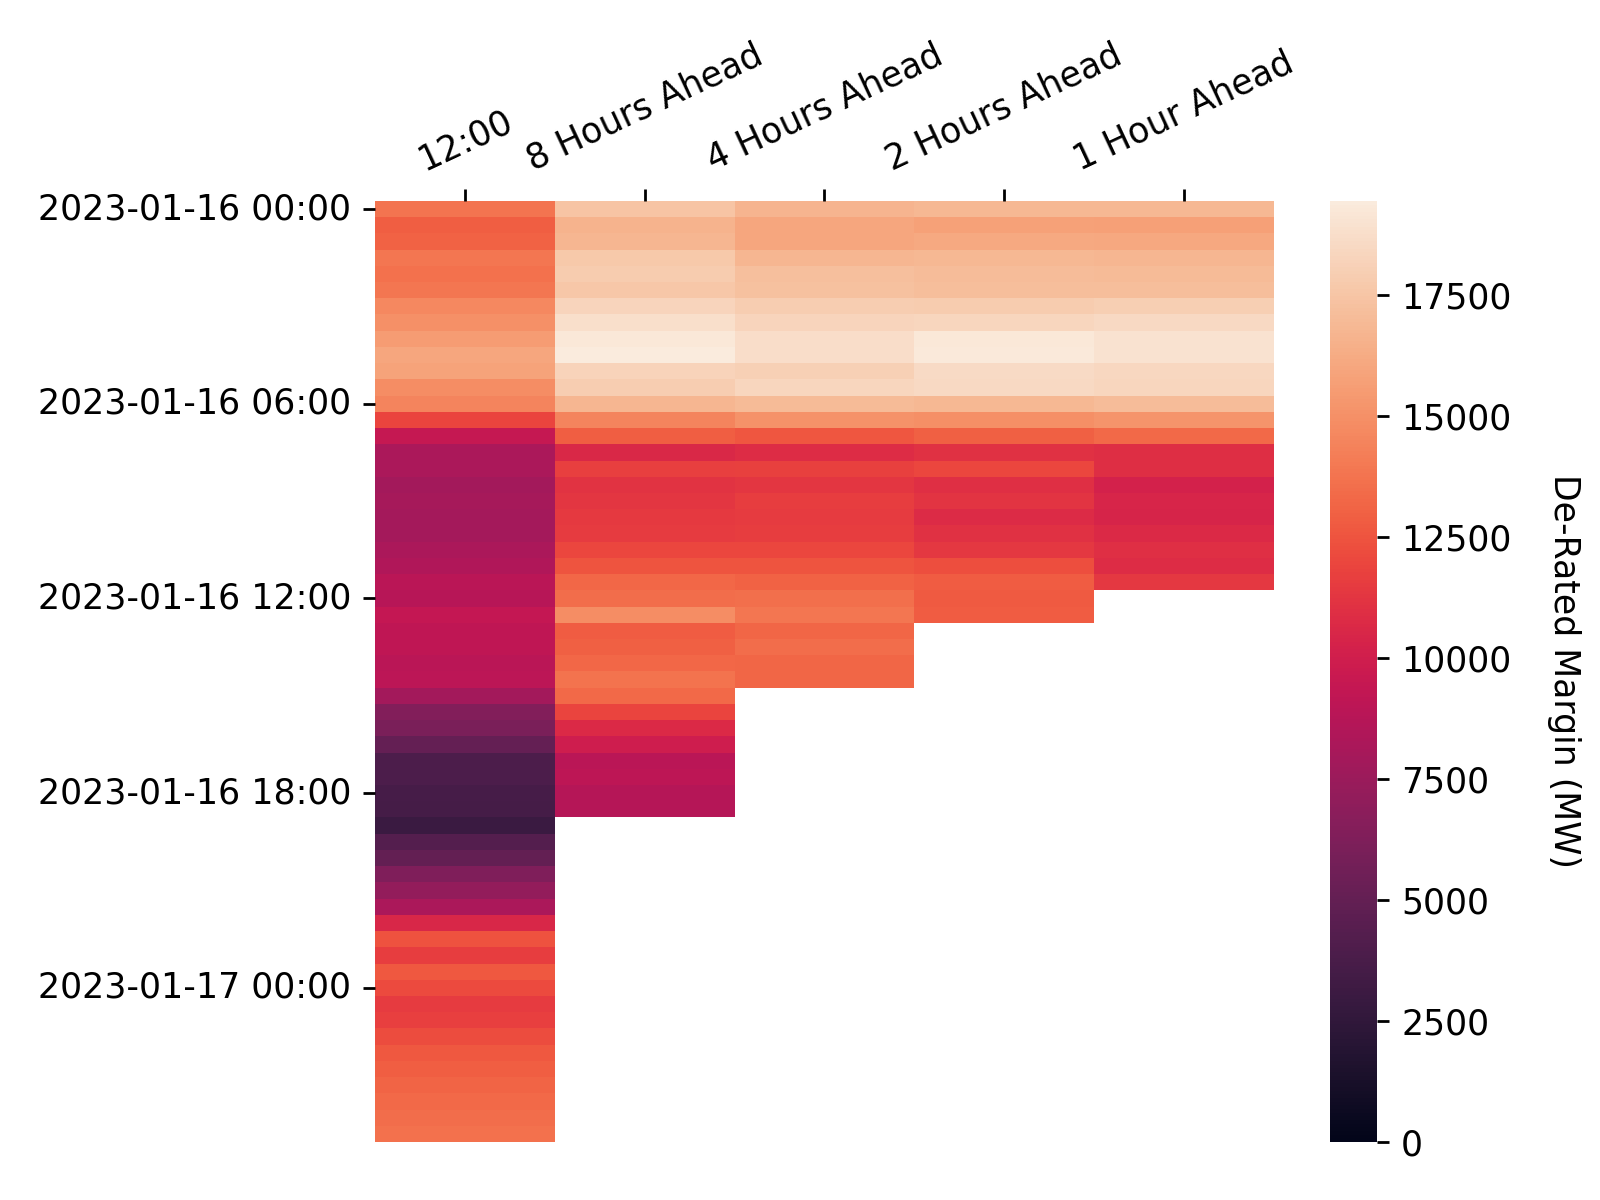 12:00
8 Hours Ahead
4 Hours Ahead
2 Hours Ahead
1 Hour Ahead
2023-01-16 00:00
2023-01-16 06:00
2023-01-16 12:00
2023-01-16 18:00
2023-01-17 00:00
17500
15000
12500
10000
7500
5000
2500
0
De-Rated Margin (MW)